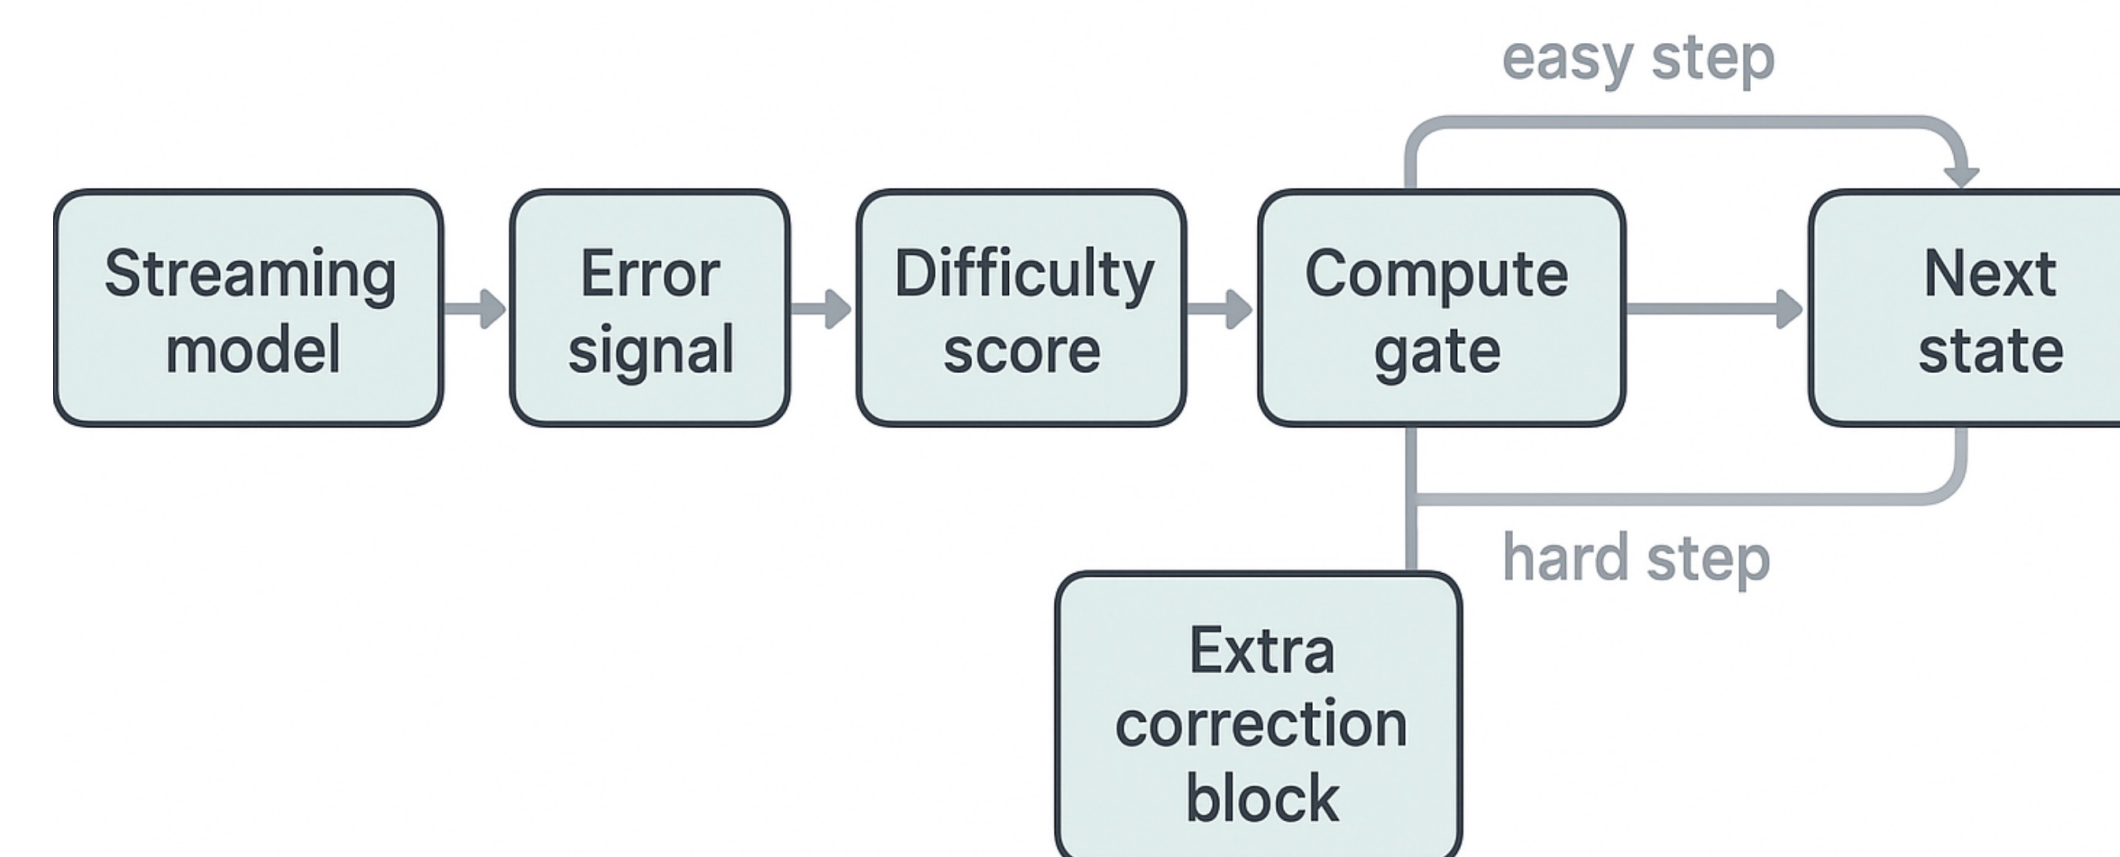 easy step
Streaming
model
Error
signal
Difficulty
score
Compute
gate
Next
state
hard step
Extra
correction
block